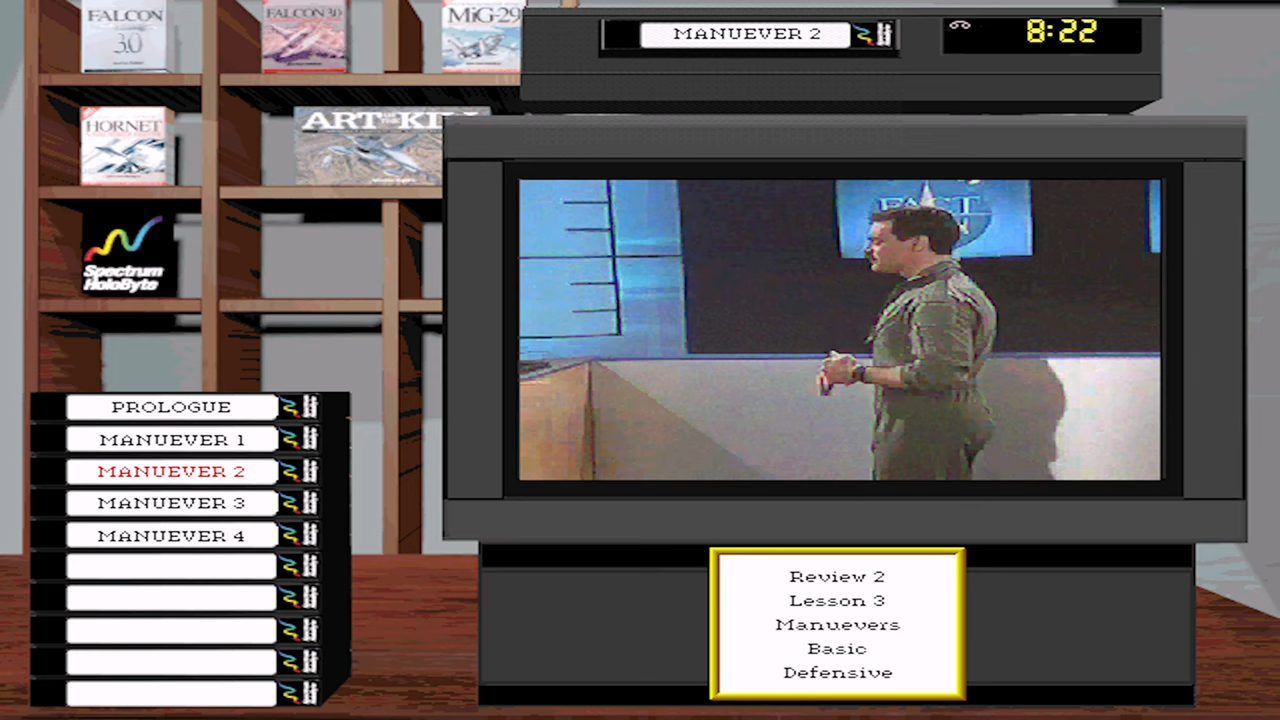 FALCON
3.0
FALCON 3.0
MiG-29
HORNET
ART OF THE KILL
Spectrum
HoloByte
MANUEVER 2
8:22
FACT
PROLOGUE
MANUEVER 1
MANUEVER 2
MANUEVER 3
MANUEVER 4
Review 2
Lesson 3
Manuevers
Basic
Defensive